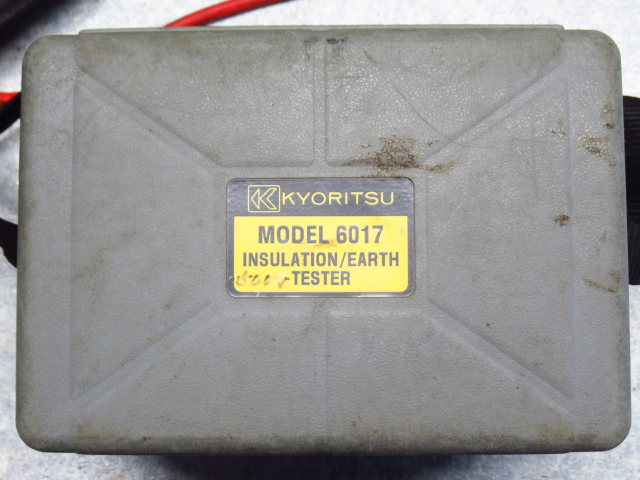 KYORITSU
MODEL 6017
INSULATION/EARTH
TESTER